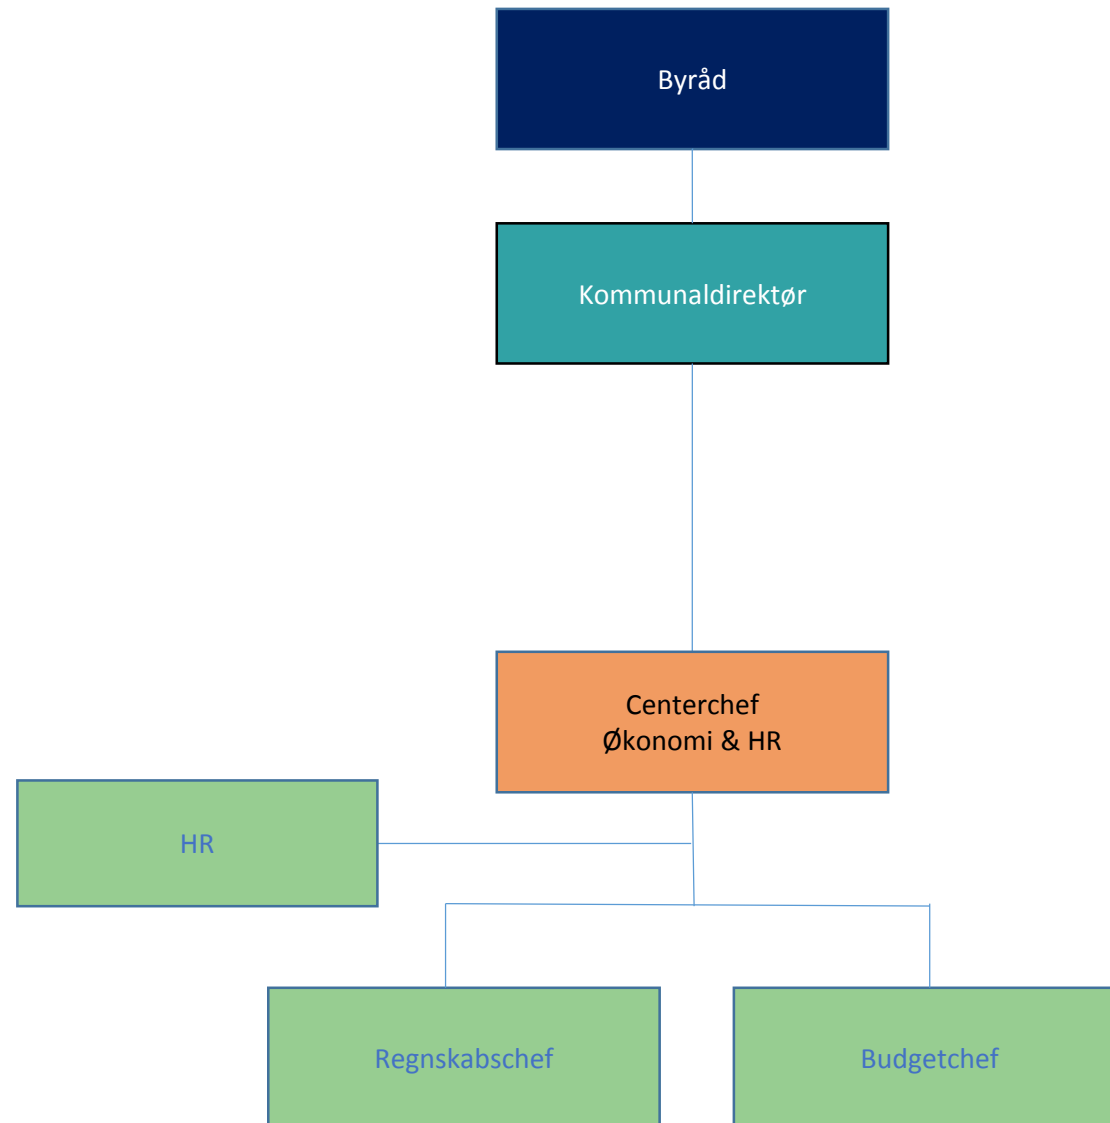 Byråd
Kommunaldirektør
Centerchef
Økonomi & HR
HR
Regnskabschef
Budgetchef